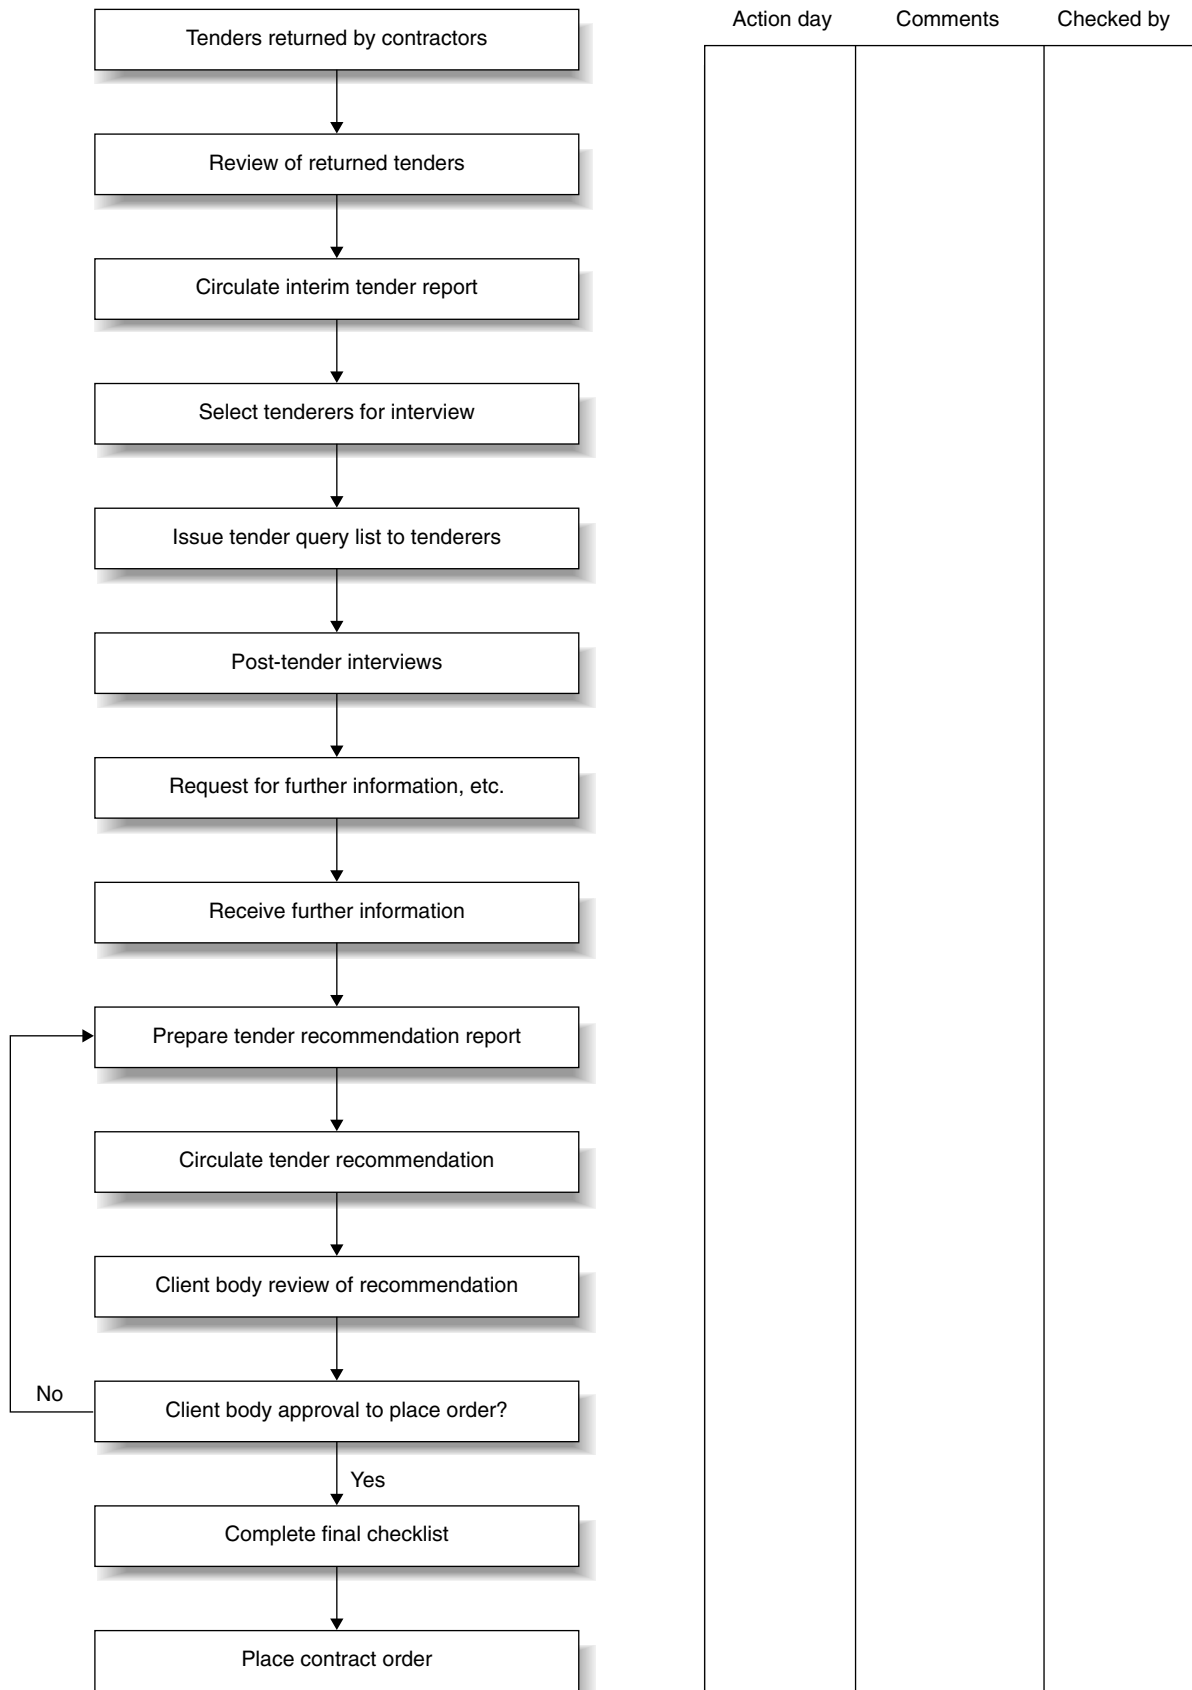 Action day
Comments
Checked by
Tenders returned by contractors
Review of returned tenders
Circulate interim tender report
Select tenderers for interview
Issue tender query list to tenderers
Post-tender interviews
Request for further information, etc.
Receive further information
Prepare tender recommendation report
Circulate tender recommendation
Client body review of recommendation
No
Client body approval to place order?
Yes
Complete final checklist
Place contract order